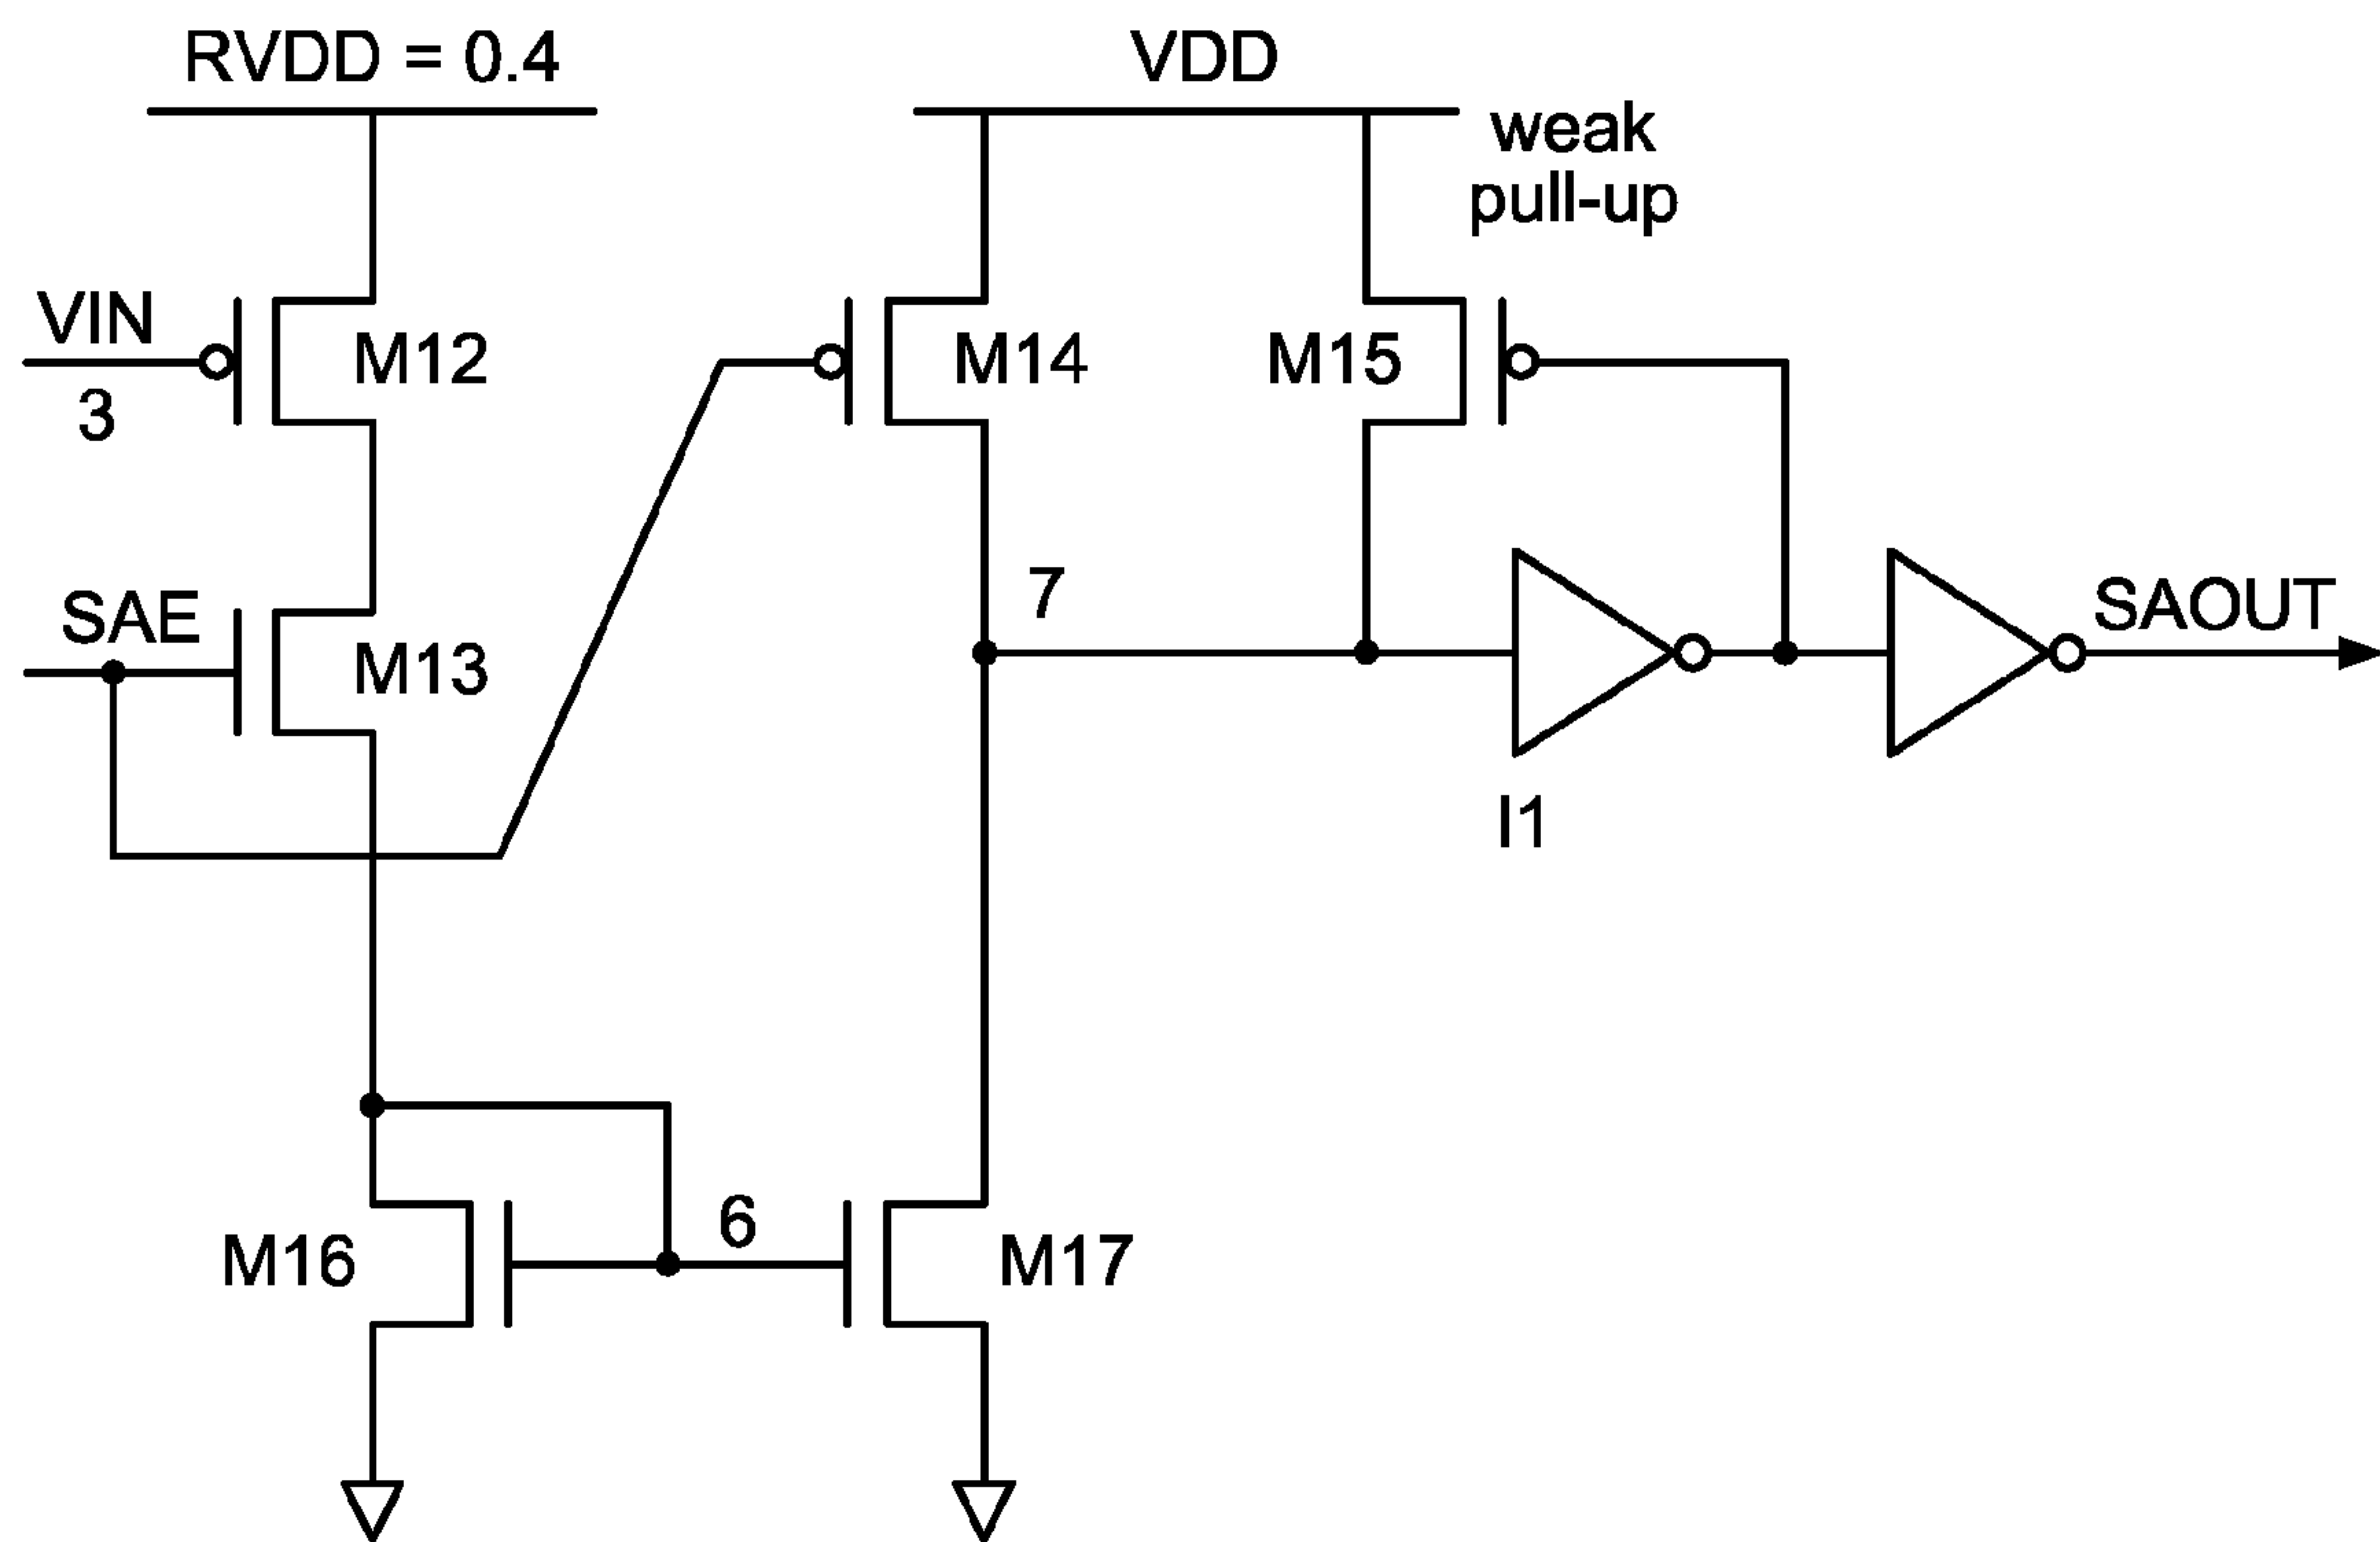 RVDD = 0.4
VDD
weak
pull-up
VIN
3
M12
M14
M15
SAE
M13
7
SAOUT
I1
M16
6
M17